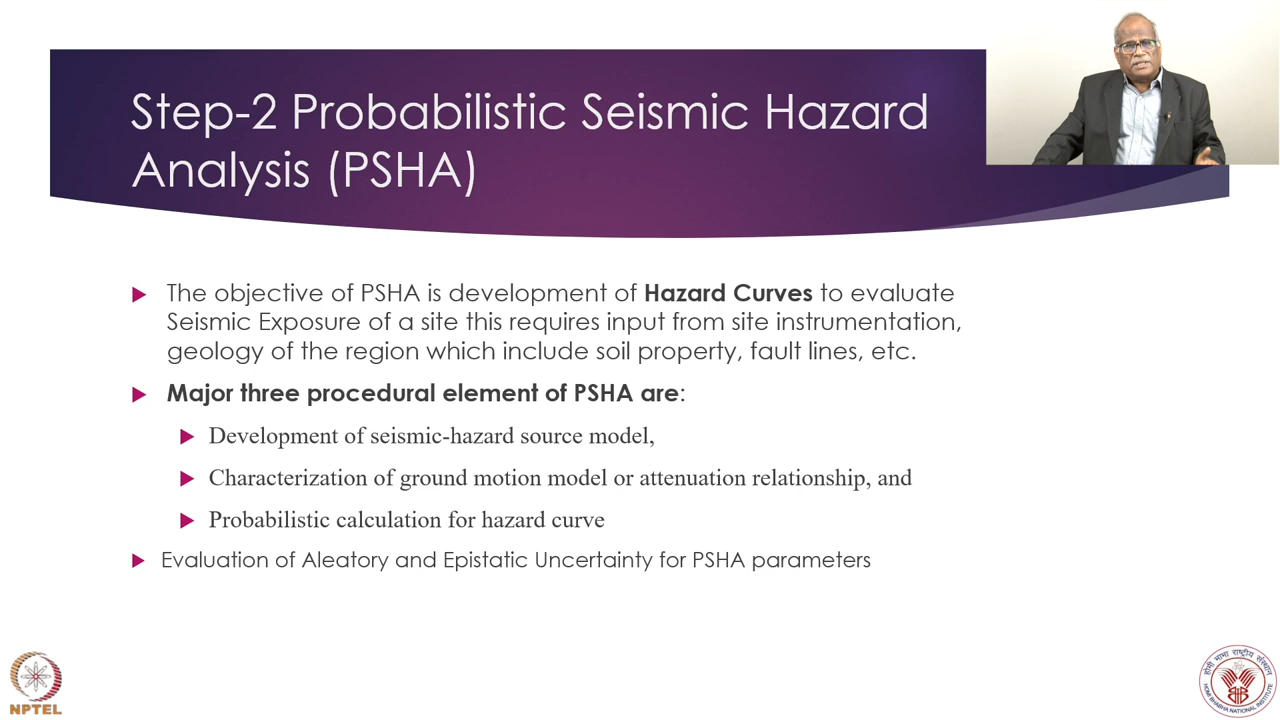 Step-2 Probabilistic Seismic Hazard
Analysis (PSHA)
The objective of PSHA is development of Hazard Curves to evaluate
Seismic Exposure of a site this requires input from site instrumentation,
geology of the region which include soil property, fault lines, etc.
Major three procedural element of PSHA are:
Development of seismic-hazard source model,
Characterization of ground motion model or attenuation relationship, and
Probabilistic calculation for hazard curve
Evaluation of Aleatory and Epistatic Uncertainty for PSHA parameters
NPTEL
होमी भाभा राष्ट्रीय संस्थान
HOMI BHABHA NATIONAL INSTITUTE